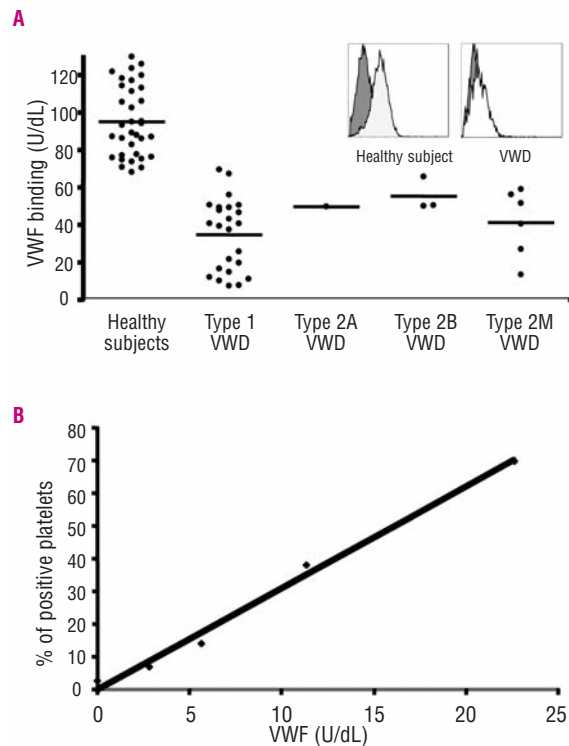 A
VWF binding (U/dL)
120
100
80
60
40
20
0
Healthy subject
VWD
Healthy
subjects
Type 1
VWD
Type 2A
VWD
Type 2B
VWD
Type 2M
VWD
B
% of positive platelets
80
70
60
50
40
30
20
10
0
0 5 10 15 20 25
VWF (U/dL)